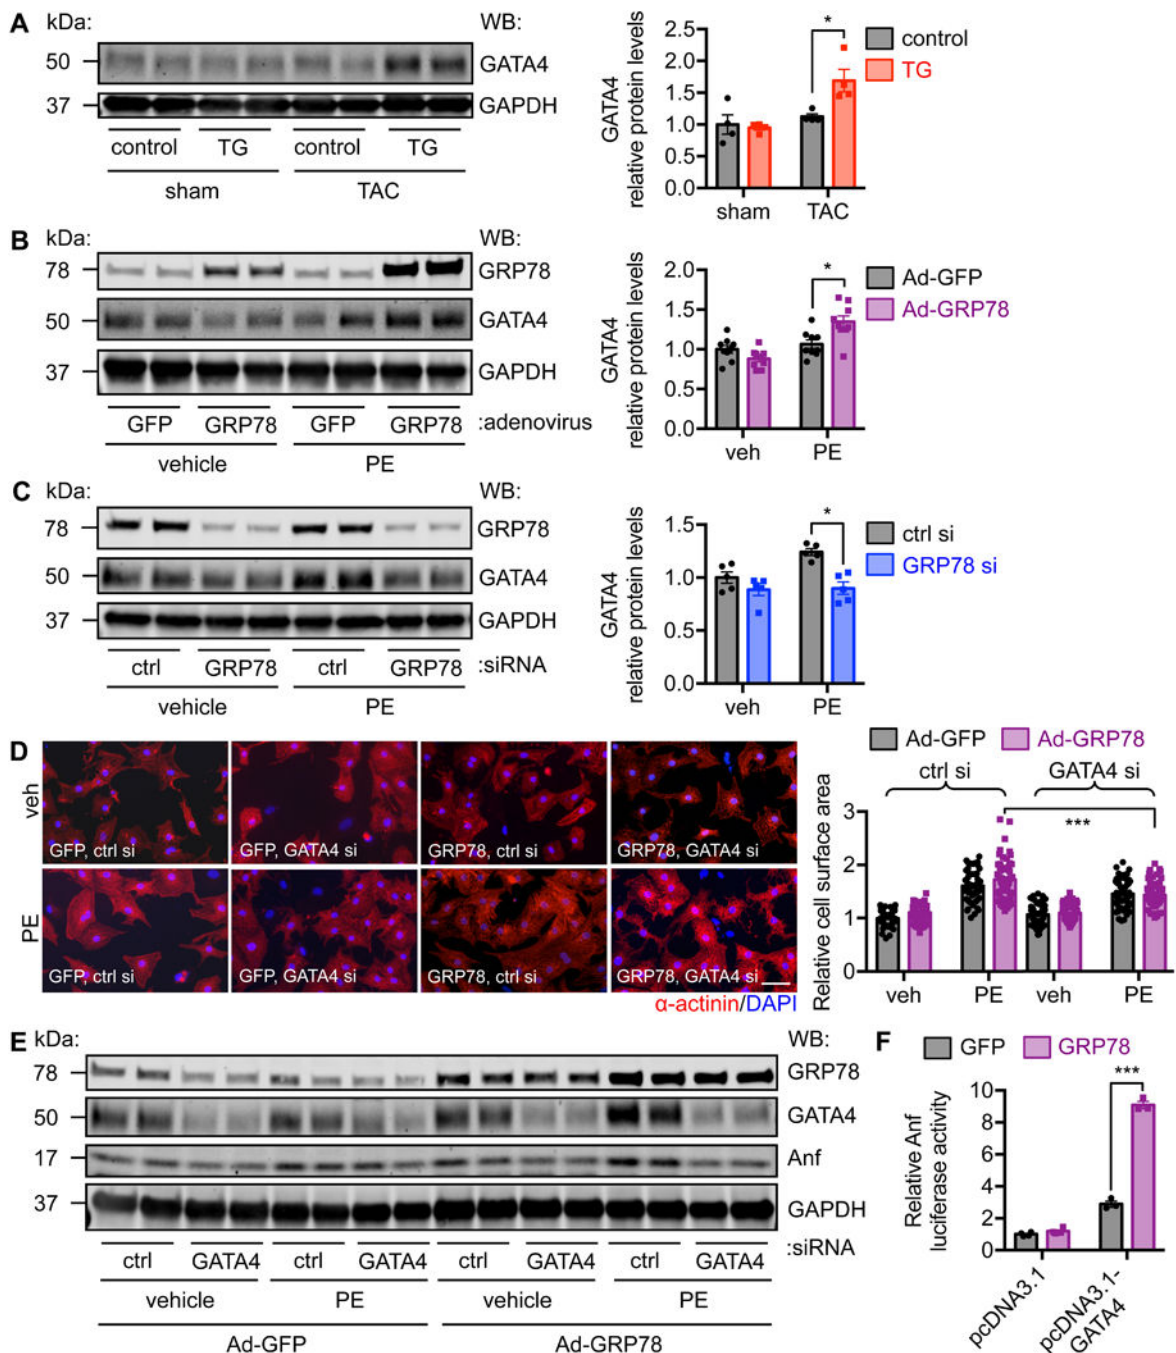 A
kDa:
WB:
50
GATA4
37
GAPDH
control
TG
control
TG
sham
TAC
GATA4
relative protein levels
2.5
2.0
1.5
1.0
0.5
0.0
*
sham
TAC
control
TG
B
kDa:
WB:
78
GRP78
50
GATA4
37
GAPDH
GFP
GRP78
GFP
GRP78
:adenovirus
vehicle
PE
GATA4
relative protein levels
2.0
1.5
1.0
0.5
0.0
*
veh
PE
Ad-GFP
Ad-GRP78
C
kDa:
WB:
78
GRP78
50
GATA4
37
GAPDH
ctrl
GRP78
ctrl
GRP78
:siRNA
vehicle
PE
GATA4
relative protein levels
1.5
1.0
0.5
0.0
*
veh
PE
ctrl si
GRP78 si
D
veh
GFP, ctrl si
GFP, GATA4 si
GRP78, ctrl si
GRP78, GATA4 si
PE
GFP, ctrl si
GFP, GATA4 si
GRP78, ctrl si
GRP78, GATA4 si
α-actinin/DAPI
Ad-GFP
Ad-GRP78
ctrl si
GATA4 si
Relative cell surface area
3
2
1
0
***
veh
PE
veh
PE
E
kDa:
WB:
78
GRP78
50
GATA4
17
Anf
37
GAPDH
ctrl
GATA4
ctrl
GATA4
ctrl
GATA4
ctrl
GATA4
:siRNA
vehicle
PE
vehicle
PE
Ad-GFP
Ad-GRP78
F
GFP
GRP78
Relative Anf
luciferase activity
10
8
6
4
2
0
***
pcDNA3.1
pcDNA3.1-
GATA4